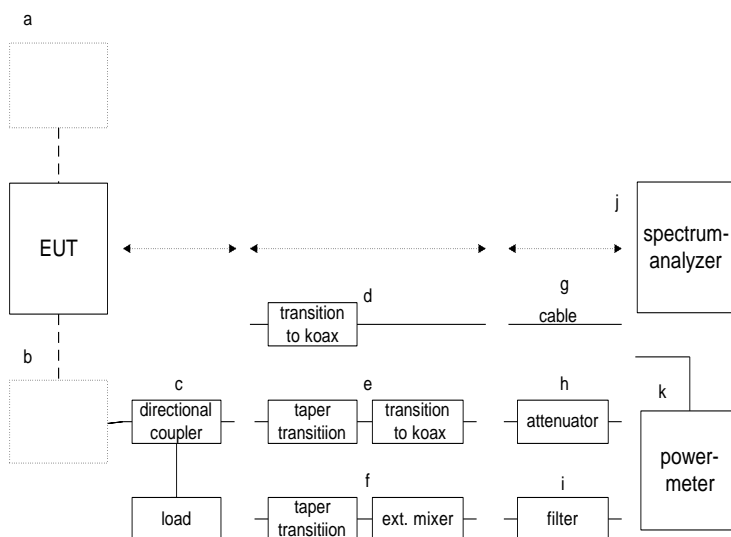 a
j
EUT
spectrum-
analyzer
d
g
transition
to koax
cable
b
c
e
h
k
directional
coupler
taper
transitiion
transition
to koax
attenuator
power-
meter
f
i
load
taper
transitiion
ext. mixer
filter